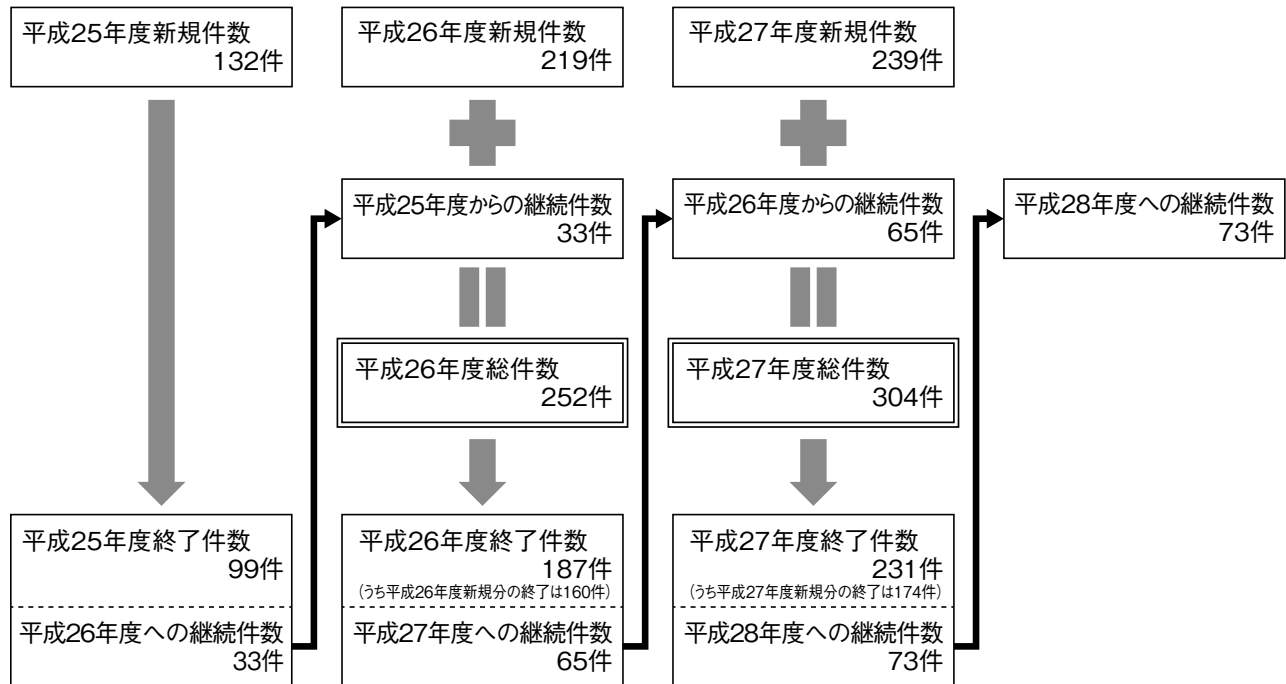 平成25年度新規件数
132件
平成26年度新規件数
219件
平成27年度新規件数
239件
平成25年度からの継続件数
33件
平成26年度からの継続件数
65件
平成28年度への継続件数
73件
平成26年度総件数
252件
平成27年度総件数
304件
平成25年度終了件数
99件
平成26年度への継続件数
33件
平成26年度終了件数
187件
(うち平成26年度新規分の終了は160件)
平成27年度への継続件数
65件
平成27年度終了件数
231件
(うち平成27年度新規分の終了は174件)
平成28年度への継続件数
73件